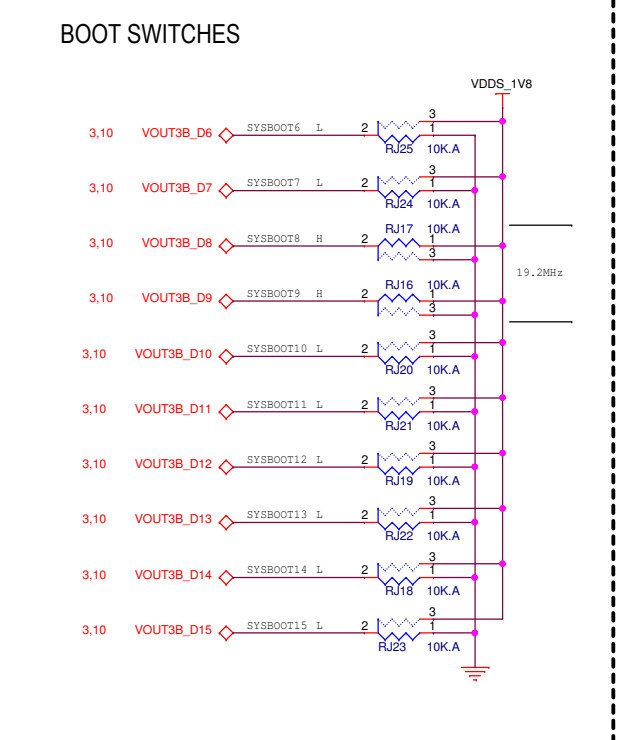 BOOT SWITCHES
VDDS_1V8
3,10 VOUT3B_D6 SYSBOOT6 L 2 3 1 RJ25 10K.A
3,10 VOUT3B_D7 SYSBOOT7 L 2 3 1 RJ24 10K.A
3,10 VOUT3B_D8 SYSBOOT8 H 2 RJ17 10K.A 1 3
19.2MHz
3,10 VOUT3B_D9 SYSBOOT9 H 2 RJ16 10K.A 1 3
3,10 VOUT3B_D10 SYSBOOT10 L 2 3 1 RJ20 10K.A
3,10 VOUT3B_D11 SYSBOOT11 L 2 3 1 RJ21 10K.A
3,10 VOUT3B_D12 SYSBOOT12 L 2 3 1 RJ19 10K.A
3,10 VOUT3B_D13 SYSBOOT13 L 2 3 1 RJ22 10K.A
3,10 VOUT3B_D14 SYSBOOT14 L 2 3 1 RJ18 10K.A
3,10 VOUT3B_D15 SYSBOOT15 L 2 3 1 RJ23 10K.A